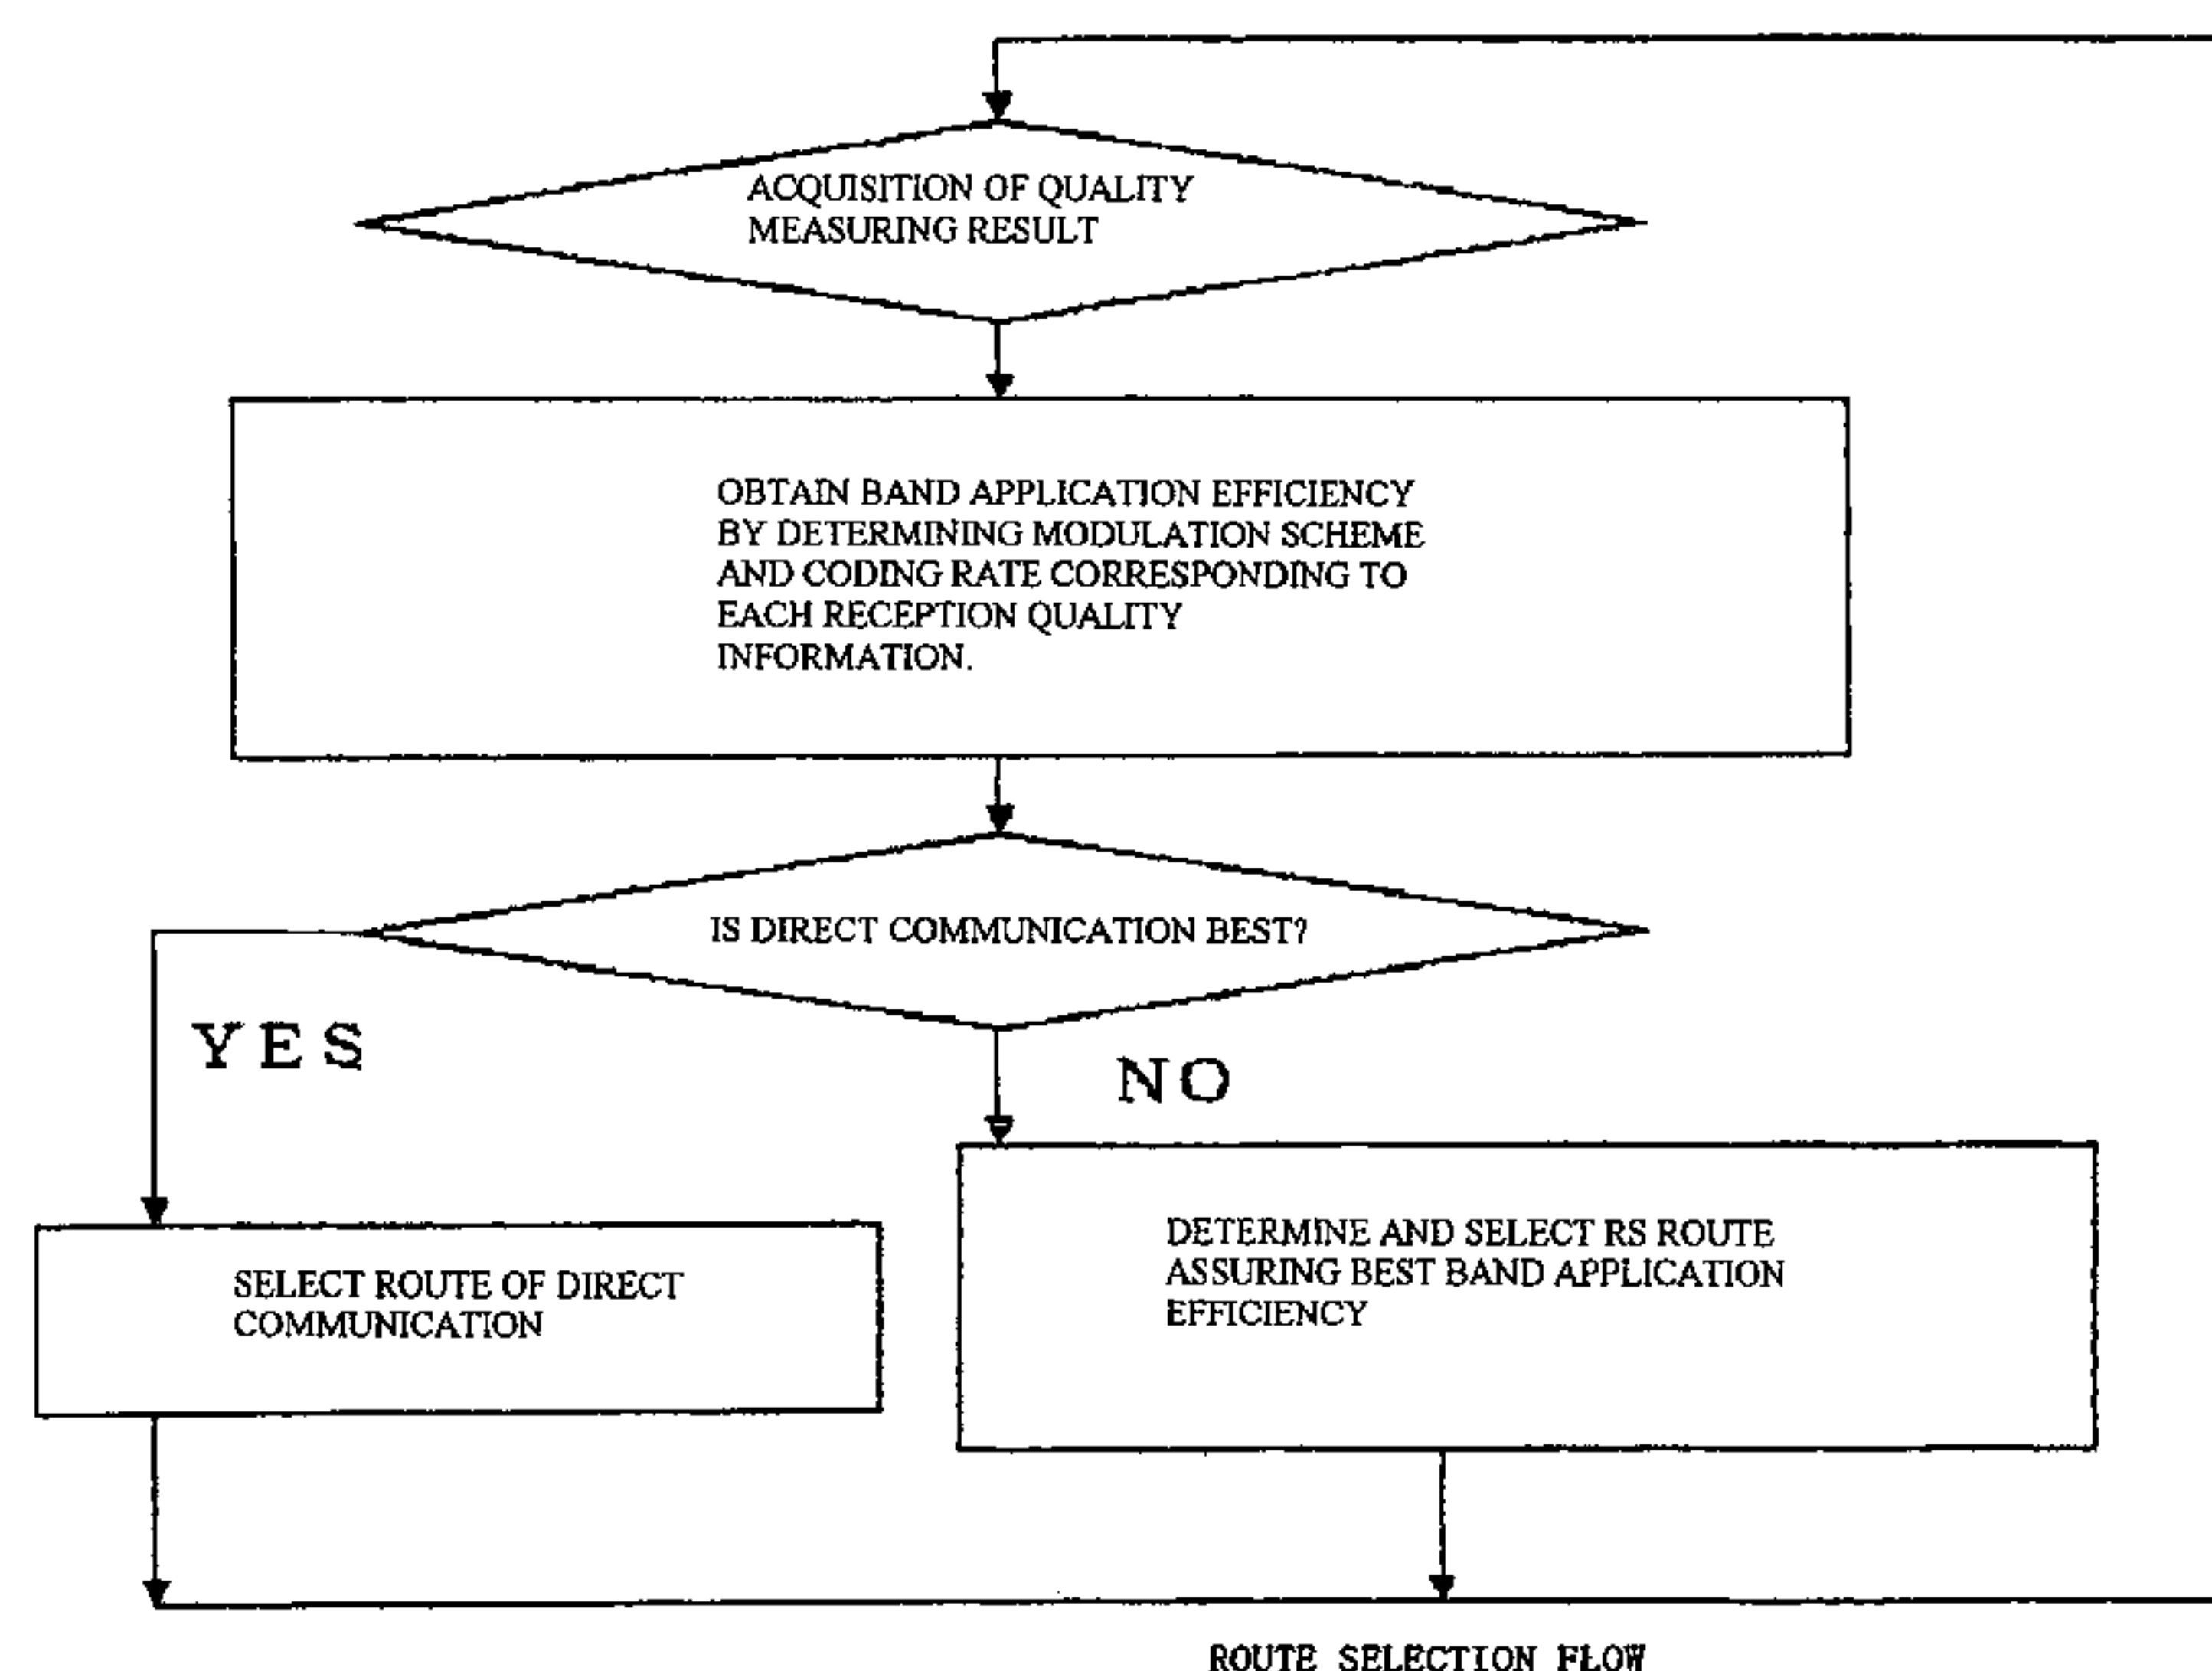 ACQUISITION OF QUALITY
MEASURING RESULT
OBTAIN BAND APPLICATION EFFICIENCY
BY DETERMINING MODULATION SCHEME
AND CODING RATE CORRESPONDING TO
EACH RECEPTION QUALITY
INFORMATION.
IS DIRECT COMMUNICATION BEST?
YES
NO
SELECT ROUTE OF DIRECT
COMMUNICATION
DETERMINE AND SELECT RS ROUTE
ASSURING BEST BAND APPLICATION
EFFICIENCY
ROUTE SELECTION FLOW